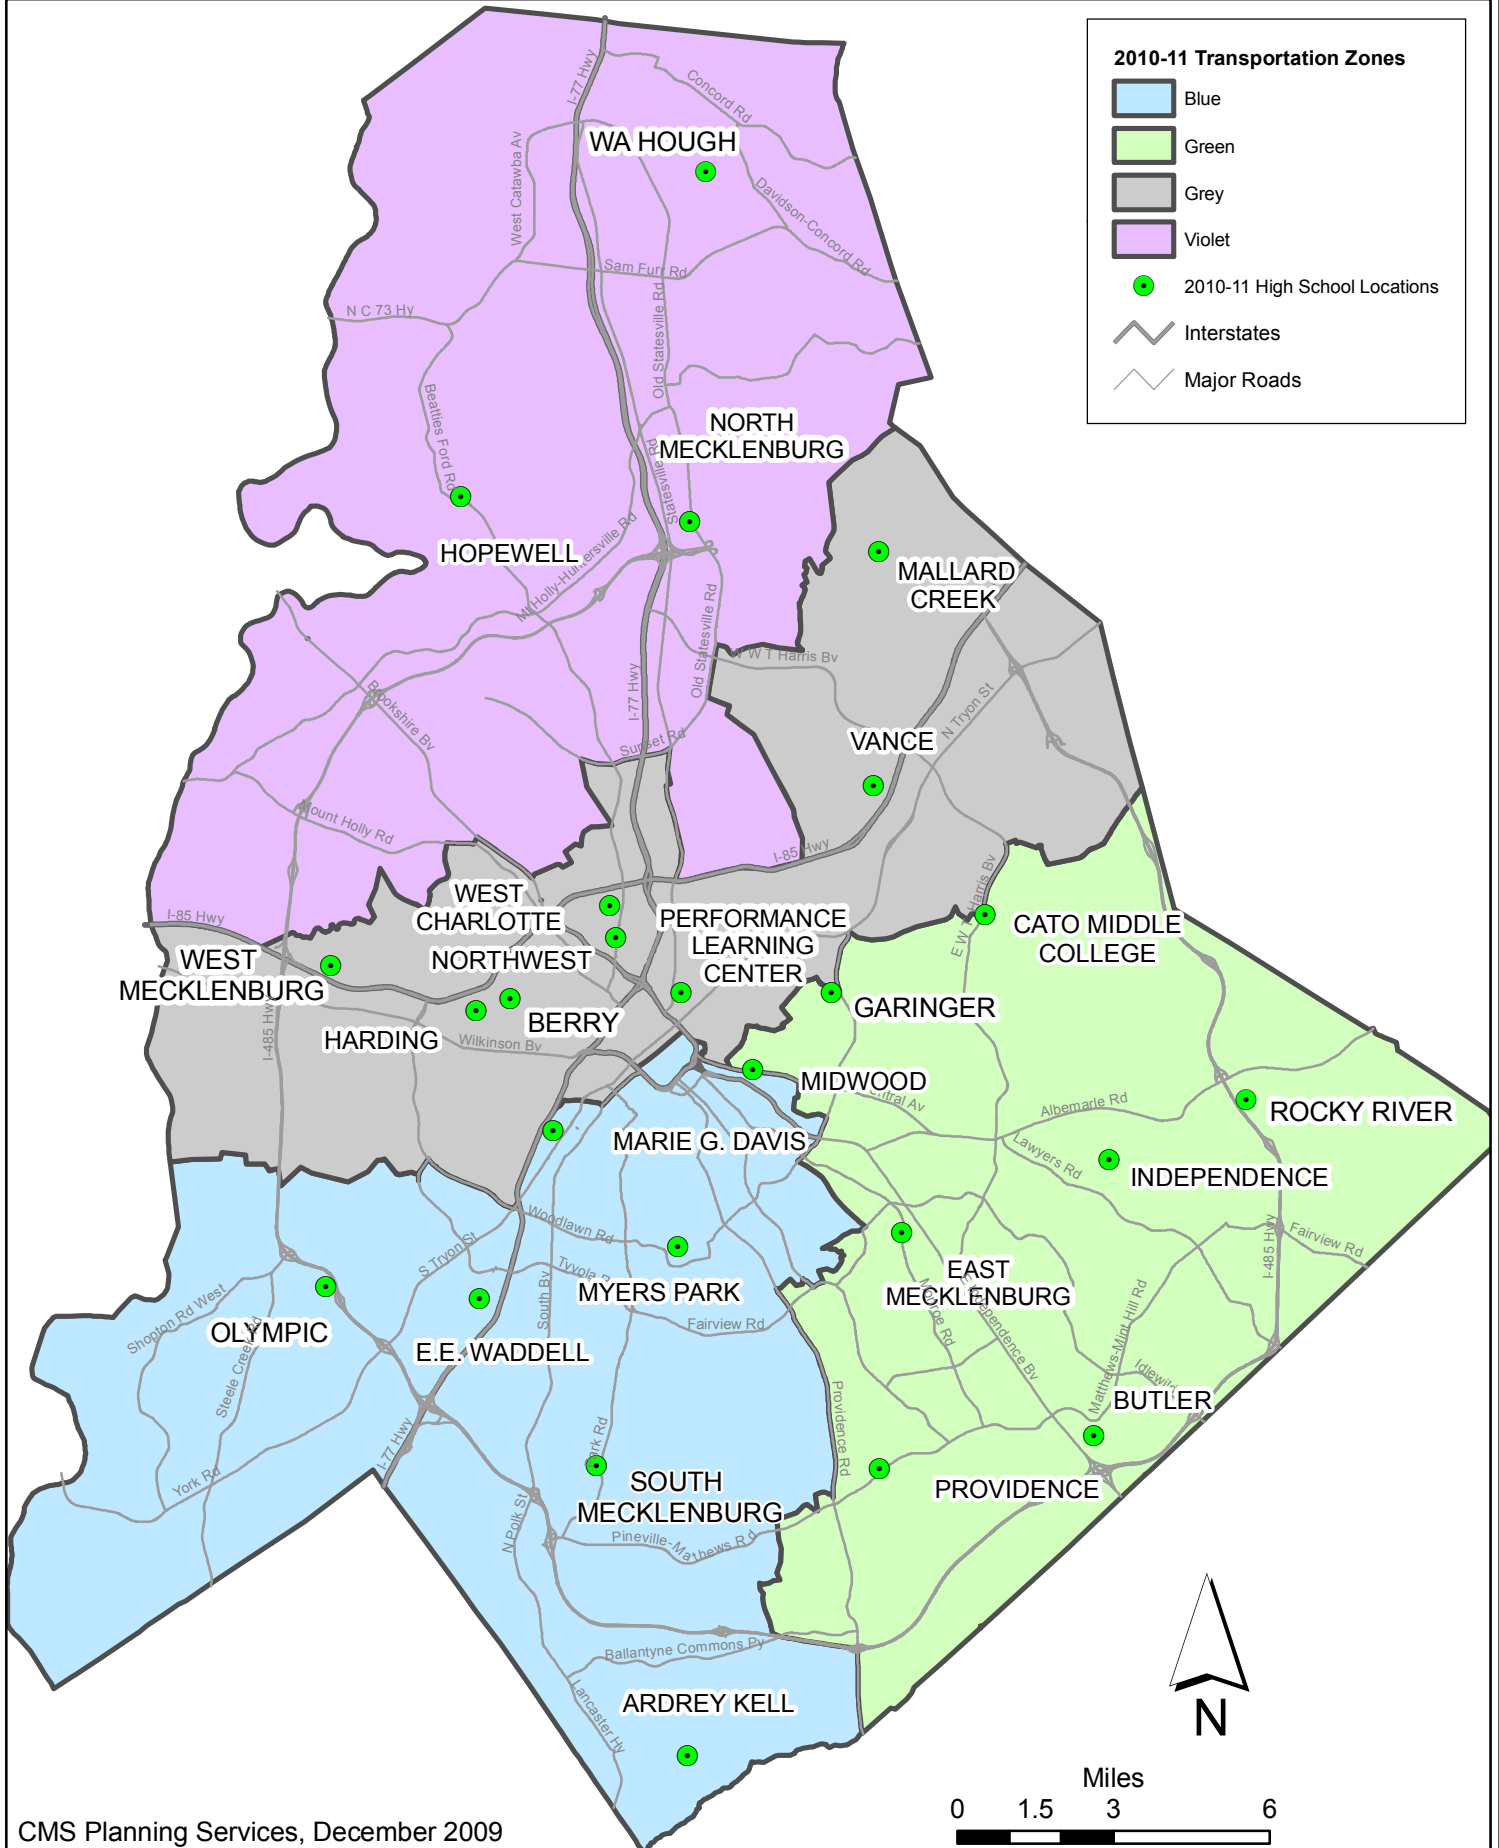 2010-11 Transportation Zones
Blue
Green
Grey
Violet
2010-11 High School Locations
Interstates
Major Roads
I-77 Hwy
Concord Rd
WA HOUGH
West Catawba Av
Davidson-Concord Rd
Sam Furr Rd
N C 73 Hy
Old Statesville Rd
Beatties Ford Rd
NORTH
MECKLENBURG
Statesville Rd
HOPEWELL
MALLARD
CREEK
Old Statesville Rd
W T Harris Bv
I-77 Hwy
N Tryon St
Brookshire Bv
Sunset Rd
VANCE
Mount Holly Rd
I-85 Hwy
E W T Harris Bv
WEST
CHARLOTTE
I-85 Hwy
PERFORMANCE
LEARNING
CENTER
CATO MIDDLE
COLLEGE
WEST
MECKLENBURG
NORTHWEST
GARINGER
BERRY
HARDING
I-485 Hwy
Wilkinson Bv
MIDWOOD
Albemarle Rd
ROCKY RIVER
MARIE G. DAVIS
Lawyers Rd
INDEPENDENCE
Woodlawn Rd
S Tryon St
I-485 Hwy
Fairview Rd
EAST
MECKLENBURG
MYERS PARK
Shopton Rd West
OLYMPIC
South Bv
Fairview Rd
Monroe Rd
E Independence Bv
Matthews-Mint Hill Rd
Steele Creek Rd
E.E. WADDELL
BUTLER
Providence Rd
I-77 Hwy
York Rd
SOUTH
MECKLENBURG
PROVIDENCE
N Polk St
Pineville-Mathews Rd
Ballantyne Commons Py
ARDREY KELL
Lancaster Hy
N
Miles
0 1.5 3 6
CMS Planning Services, December 2009